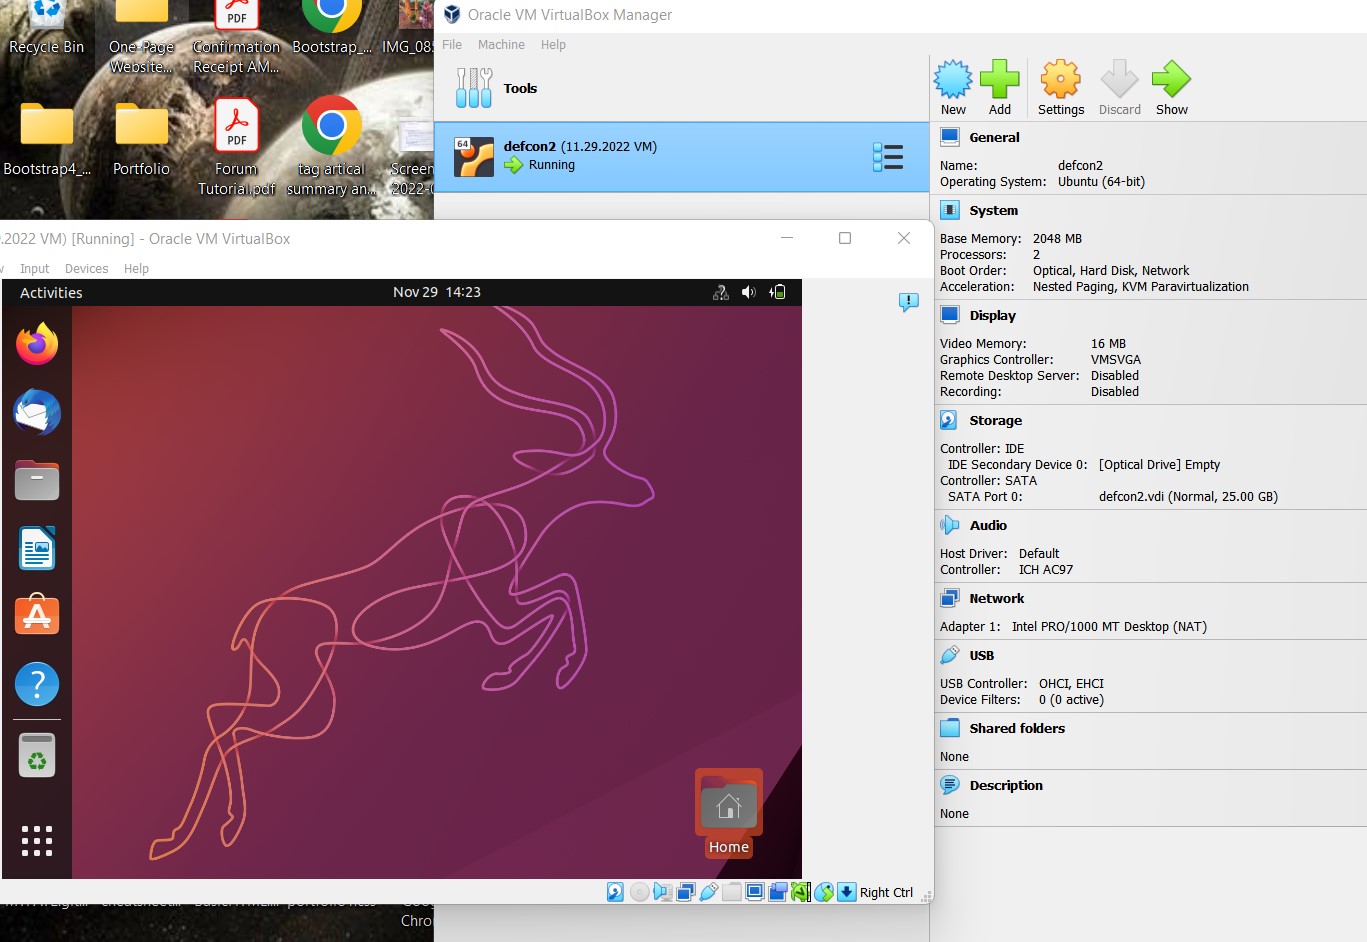 Recycle Bin
One-Page
Website...
PDF
Confirmation
Receipt AM...
Bootstrap_...
IMG_08
Bootstrap4_...
Portfolio
PDF
Forum
Tutorial.pdf
tag artical
summary an...
Screen
2022-
Oracle VM VirtualBox Manager
File Machine Help
Tools
New Add Settings Discard Show
64
defcon2 (11.29.2022 VM)
Running
General
Name: defcon2
Operating System: Ubuntu (64-bit)
System
Base Memory: 2048 MB
Processors: 2
Boot Order: Optical, Hard Disk, Network
Acceleration: Nested Paging, KVM Paravirtualization
Display
Video Memory: 16 MB
Graphics Controller: VMSVGA
Remote Desktop Server: Disabled
Recording: Disabled
Storage
Controller: IDE
IDE Secondary Device 0: [Optical Drive] Empty
Controller: SATA
SATA Port 0: defcon2.vdi (Normal, 25.00 GB)
Audio
Host Driver: Default
Controller: ICH AC97
Network
Adapter 1: Intel PRO/1000 MT Desktop (NAT)
USB
USB Controller: OHCI, EHCI
Device Filters: 0 (0 active)
Shared folders
None
Description
None
.2022 VM) [Running] - Oracle VM VirtualBox
Input Devices Help
Activities
Nov 29 14:23
Home
Right Ctrl
Chro